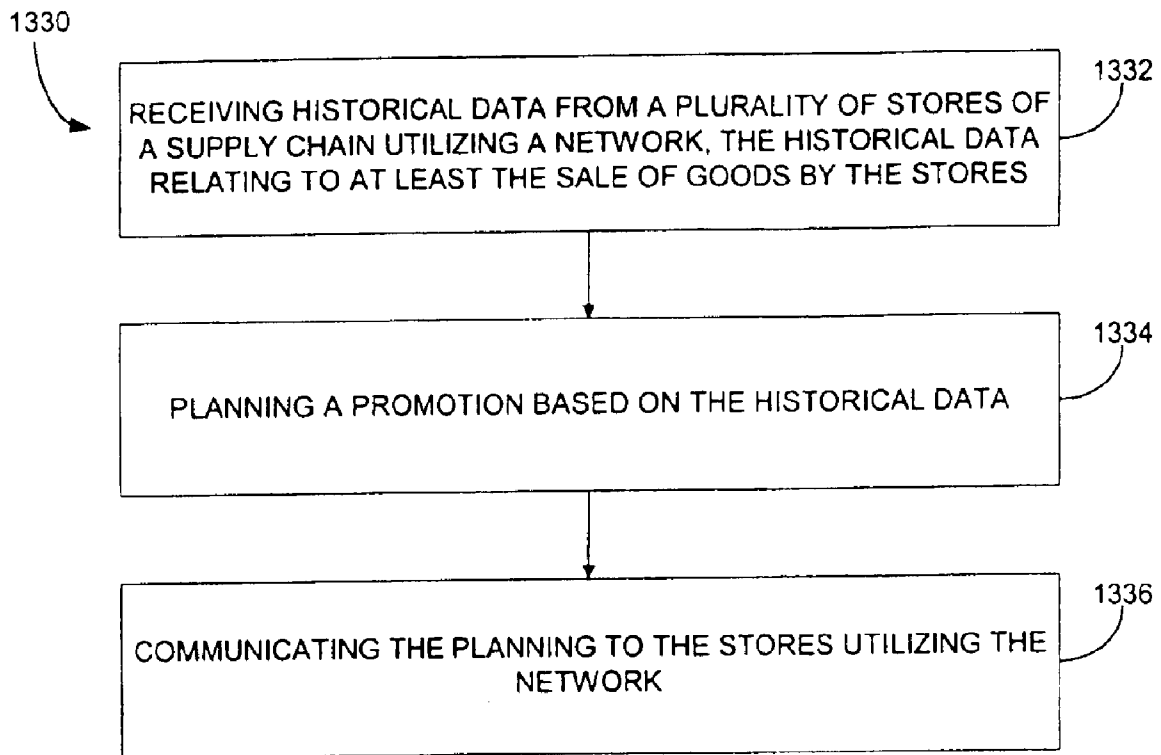 1330
1332
RECEIVING HISTORICAL DATA FROM A PLURALITY OF STORES OF
A SUPPLY CHAIN UTILIZING A NETWORK, THE HISTORICAL DATA
RELATING TO AT LEAST THE SALE OF GOODS BY THE STORES
1334
PLANNING A PROMOTION BASED ON THE HISTORICAL DATA
1336
COMMUNICATING THE PLANNING TO THE STORES UTILIZING THE
NETWORK